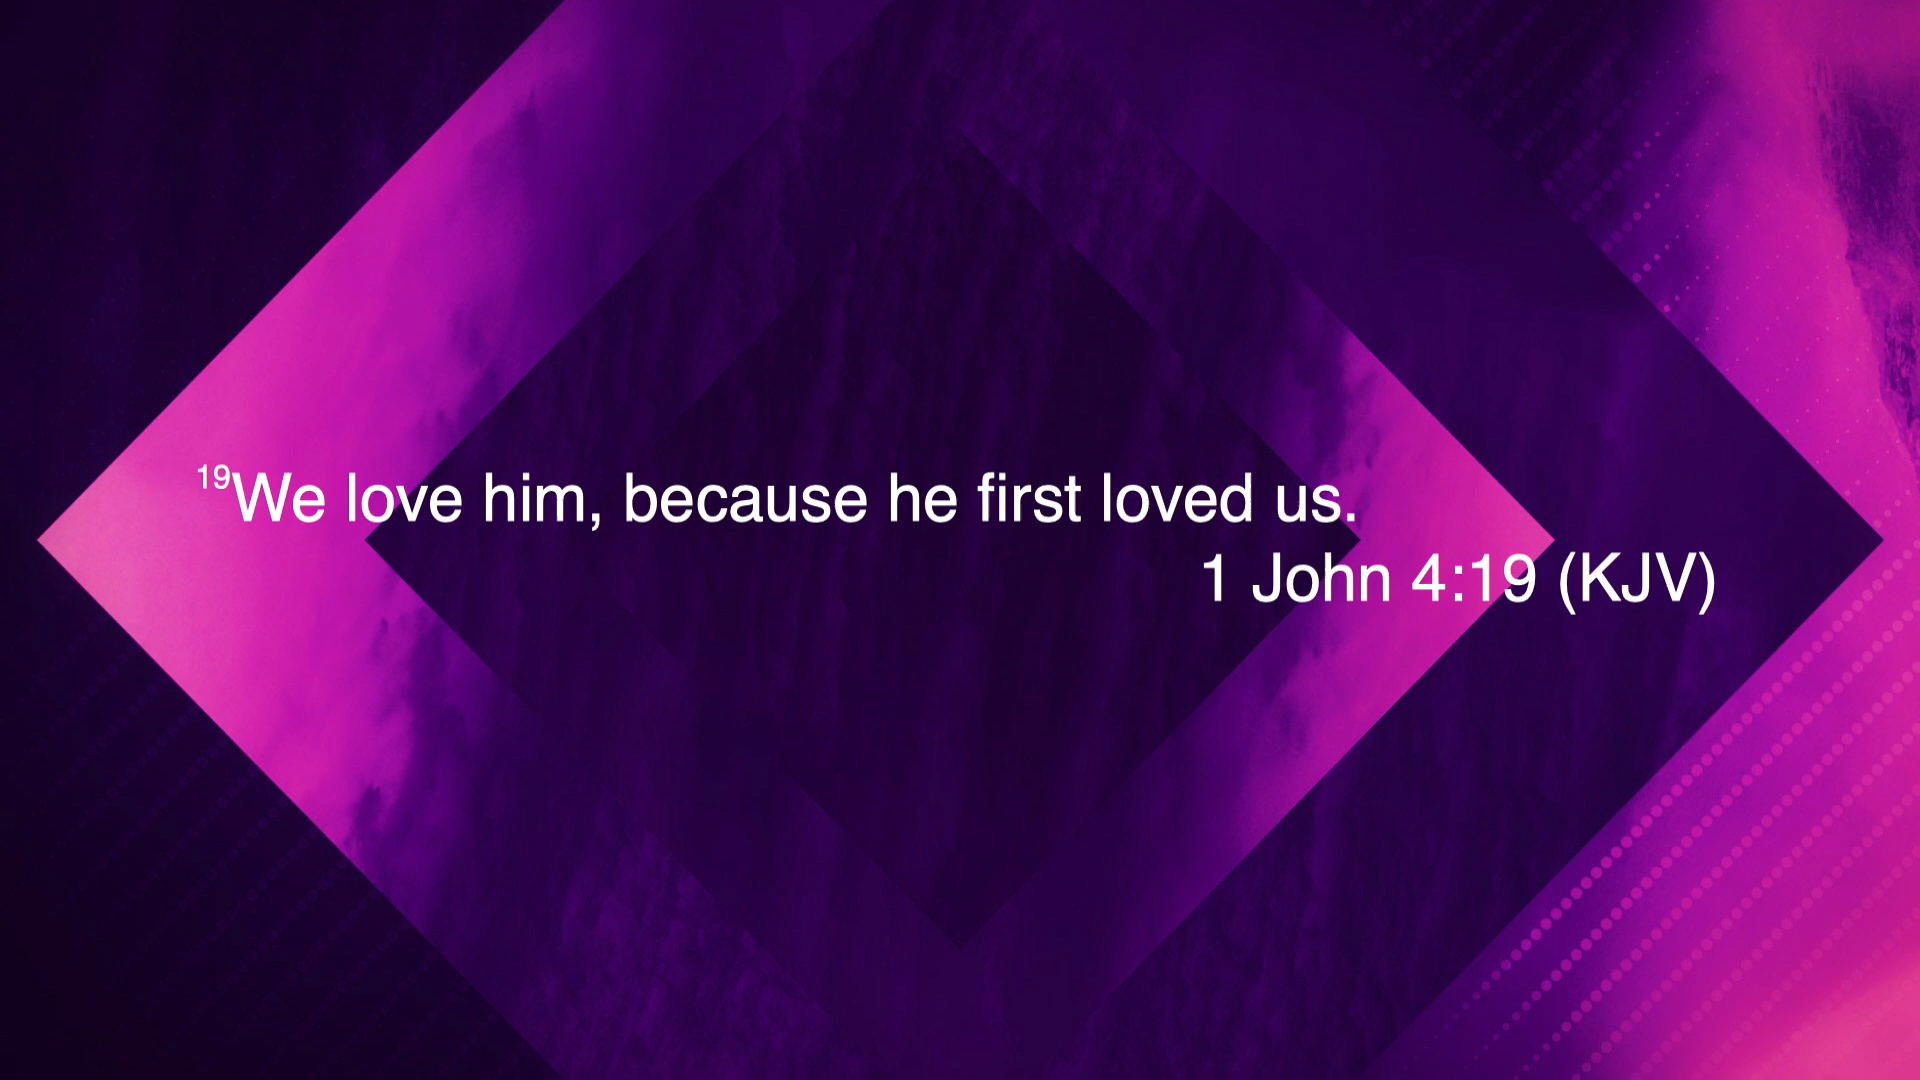 19We love him, because he first loved us.
1 John 4:19 (KJV)